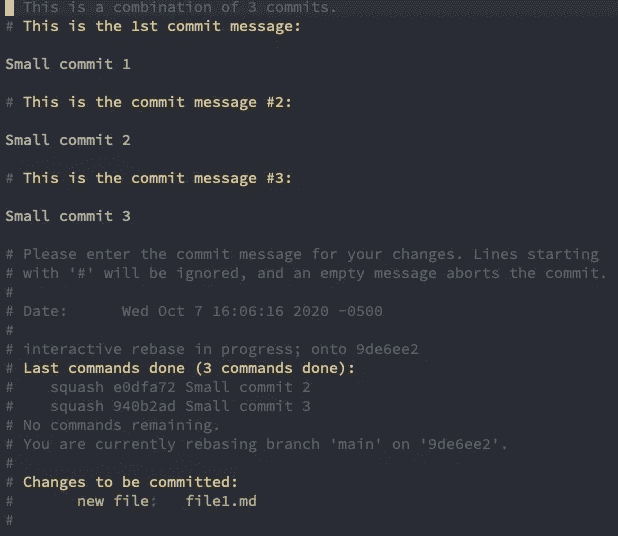 # This is a combination of 3 commits.
# This is the 1st commit message:
Small commit 1
# This is the commit message #2:
Small commit 2
# This is the commit message #3:
Small commit 3
# Please enter the commit message for your changes. Lines starting
# with '#' will be ignored, and an empty message aborts the commit.
#
# Date:      Wed Oct 7 16:06:16 2020 -0500
#
# interactive rebase in progress; onto 9de6ee2
# Last commands done (3 commands done):
#    squash e0dfa72 Small commit 2
#    squash 940b2ad Small commit 3
# No commands remaining.
# You are currently rebasing branch 'main' on '9de6ee2'.
#
# Changes to be committed:
#       new file:   file1.md
#